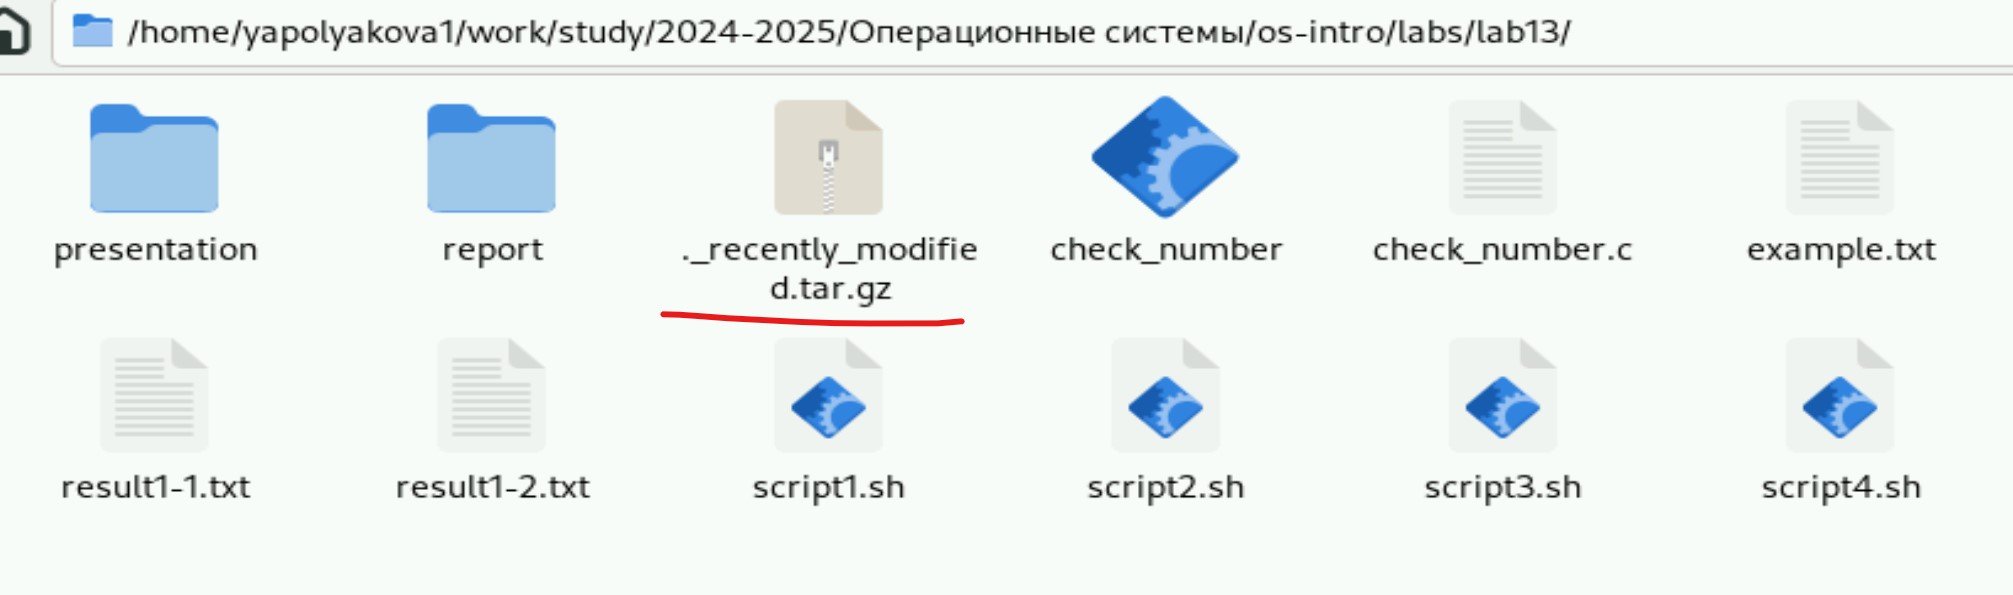 /home/yapolyakova1/work/study/2024-2025/Операционные системы/os-intro/labs/lab13/
presentation
report
._recently_modifie
d.tar.gz
check_number
check_number.c
example.txt
result1-1.txt
result1-2.txt
script1.sh
script2.sh
script3.sh
script4.sh